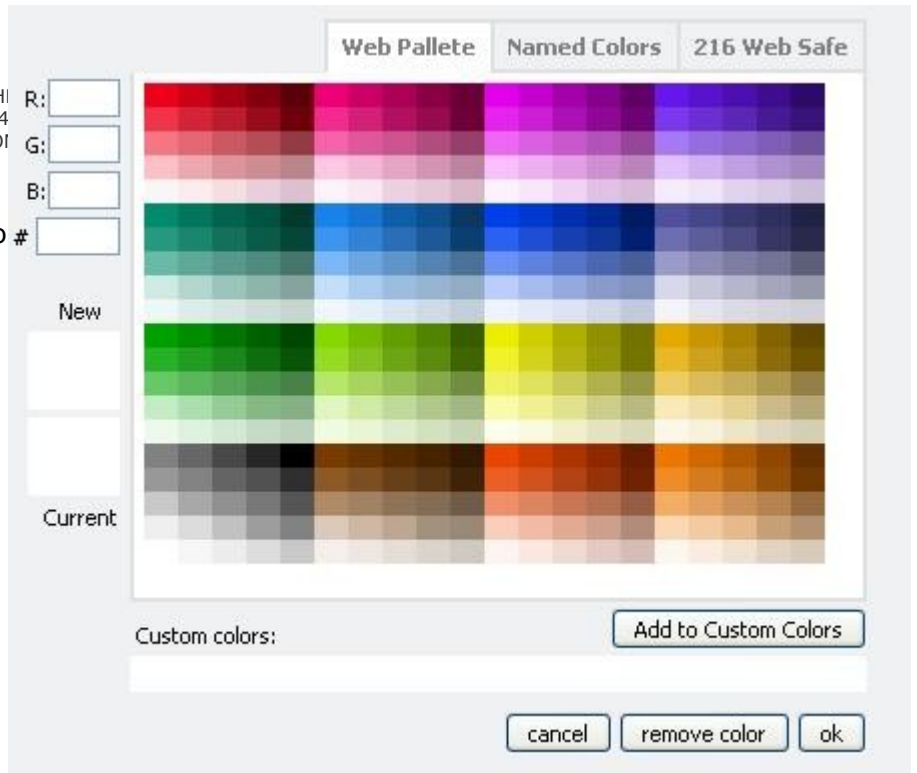 Web Pallete Named Colors 216 Web Safe
R:
4
G:
B:
#
New
Current
Custom colors:
Add to Custom Colors
cancel remove color ok